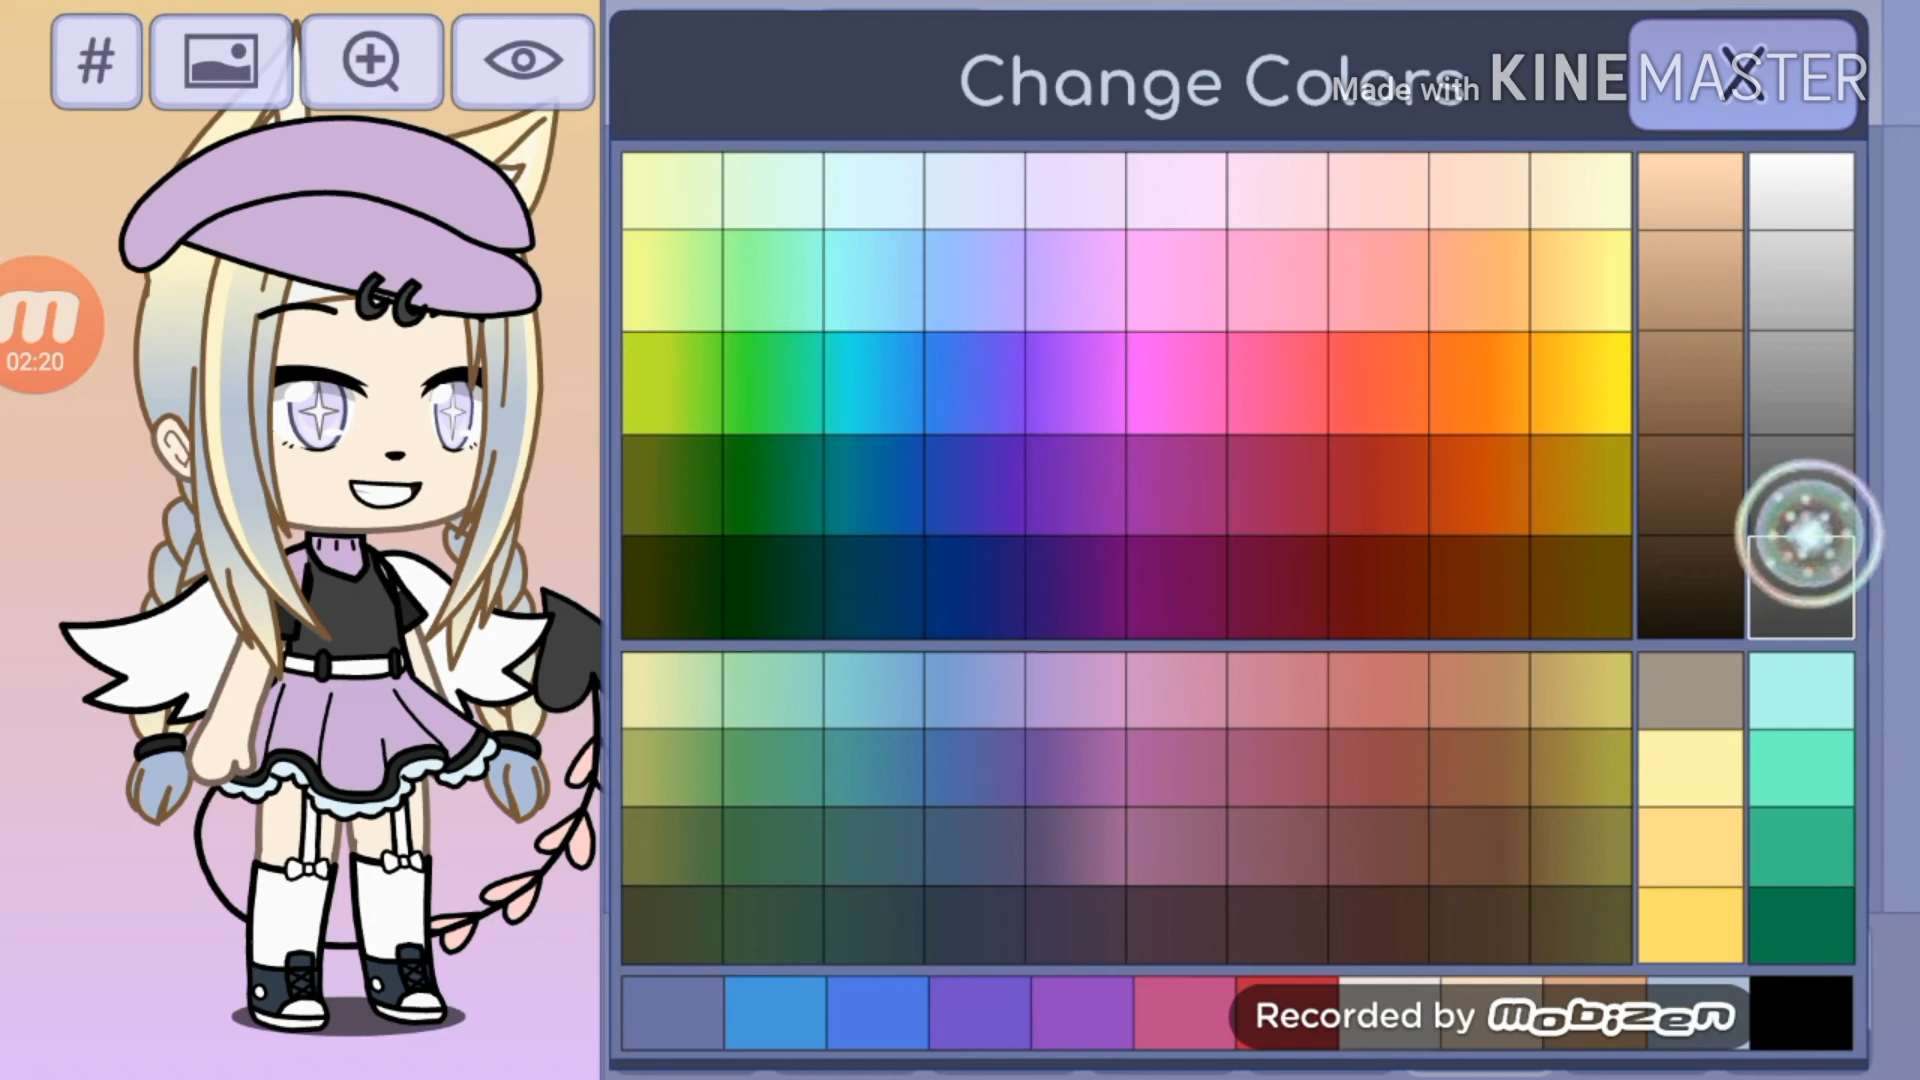 #
Change Colors
X
Made with KINEMASTER
m
02:20
Recorded by mobizen